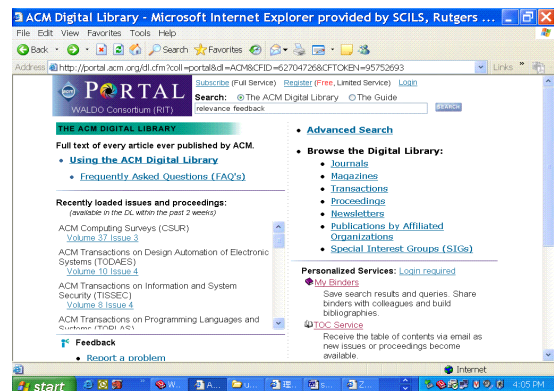 ACM Digital Library - Microsoft Internet Explorer provided by SCILS, Rutgers ...
File Edit View Favorites Tools Help
Back Search Favorites
Address http://portal.acm.org/dl.cfm?coll=portal&dl=ACM&CFID=62704726&CFTOKEN=95752693 Links »
PORTAL
WALDO Consortium (RIT)
Subscribe (Full Service) Register (Free, Limited Service) Login
Search: The ACM Digital Library The Guide
relevance feedback SEARCH
THE ACM DIGITAL LIBRARY
Full text of every article ever published by ACM.
• Using the ACM Digital Library
• Frequently Asked Questions (FAQ's)
Recently loaded issues and proceedings:
(available in the DL within the past 2 weeks)
ACM Computing Surveys (CSUR)
Volume 37 Issue 3
ACM Transactions on Design Automation of Electronic
Systems (TODAES)
Volume 10 Issue 4
ACM Transactions on Information and System
Security (TISSEC)
Volume 8 Issue 4
ACM Transactions on Programming Languages and
Systems (TOPLAS)
Feedback
• Report a problem
• Advanced Search
• Browse the Digital Library:
• Journals
• Magazines
• Transactions
• Proceedings
• Newsletters
• Publications by Affiliated
Organizations
• Special Interest Groups (SIGs)
Personalized Services: Login required
My Binders
Save search results and queries. Share
binders with colleagues and build
bibliographies.
TOC Service
Receive the table of contents via email as
new issues or proceedings become
available.
Internet
start W... A... u... s... Z... 4:05 PM